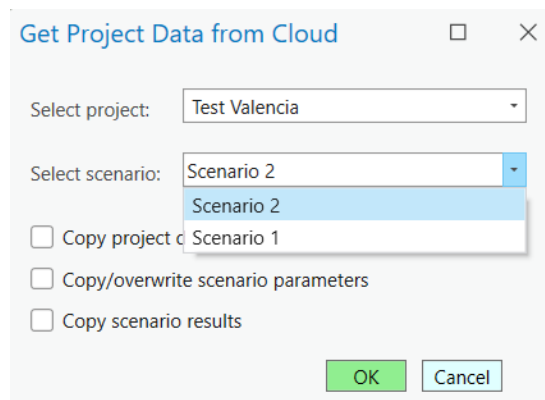 Get Project Data from Cloud
Select project: Test Valencia
Select scenario: Scenario 2
Scenario 2
Copy project Scenario 1
Copy/overwrite scenario parameters
Copy scenario results
OK Cancel